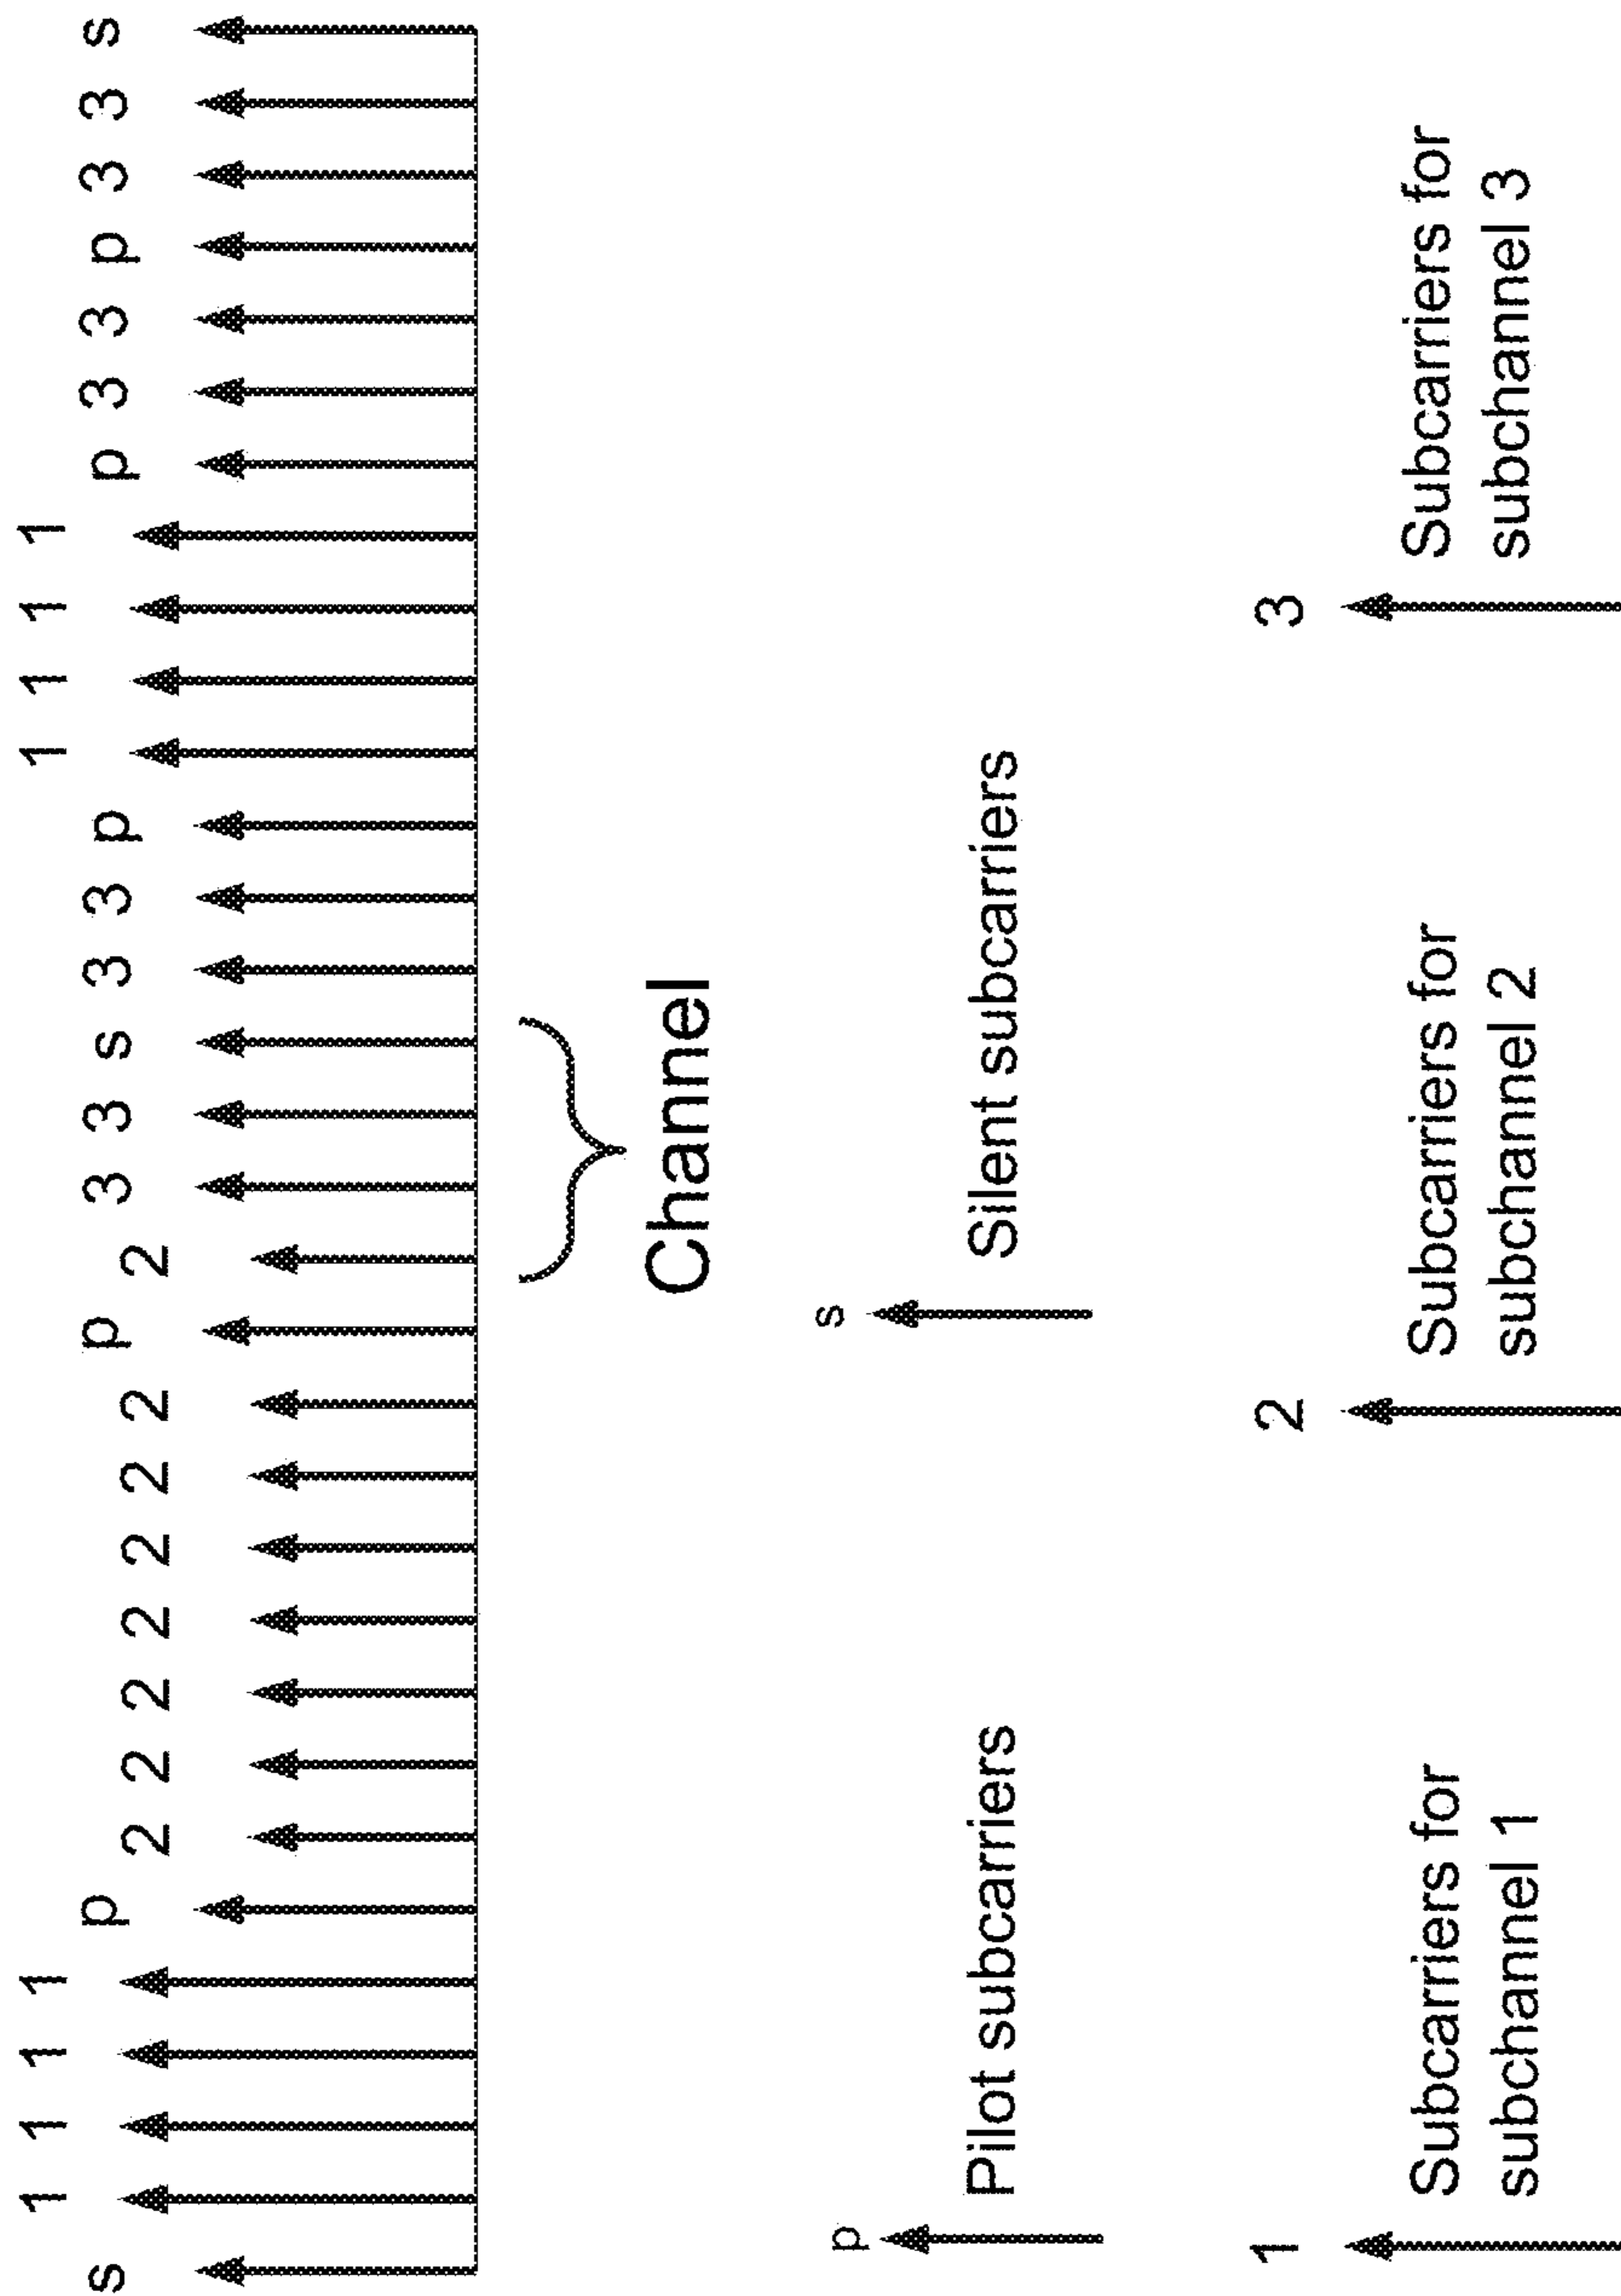 s 1 1 1 1 p 2 2 2 2 2 2 2 p 2 3 3 s 3 3 p 1 1 1 1 p 3 3 p 3 3 s
Channel
p
Pilot subcarriers
s
Silent subcarriers
1
Subcarriers for
subchannel 1
2
Subcarriers for
subchannel 2
3
Subcarriers for
subchannel 3